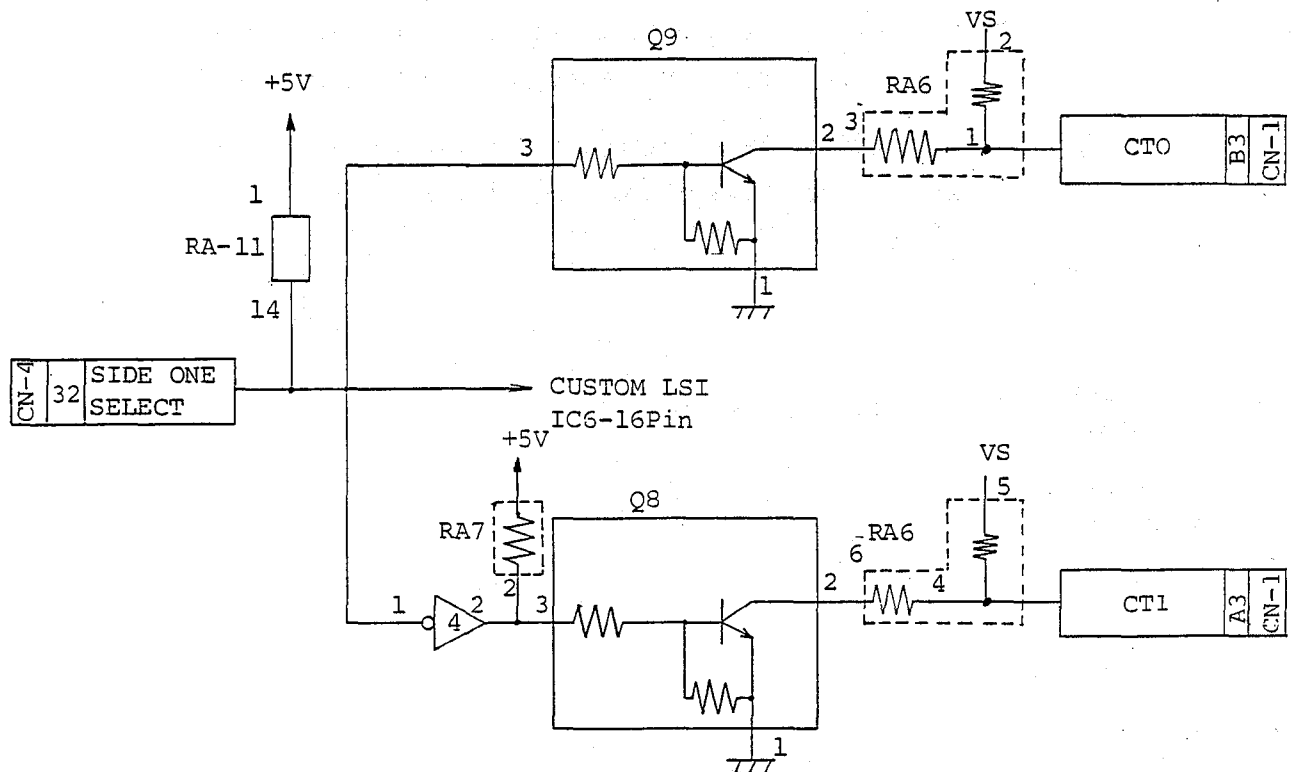 Q9
VS
2
+5V
RA6
3
2
3
1
CT0
B3
CN-1
1
RA-11
14
1
CN-4
32
SIDE ONE
SELECT
CUSTOM LSI
IC6-16Pin
+5V
VS
5
Q8
RA7
6
RA6
2
4
2
1
2
4
3
CT1
A3
CN-1
1